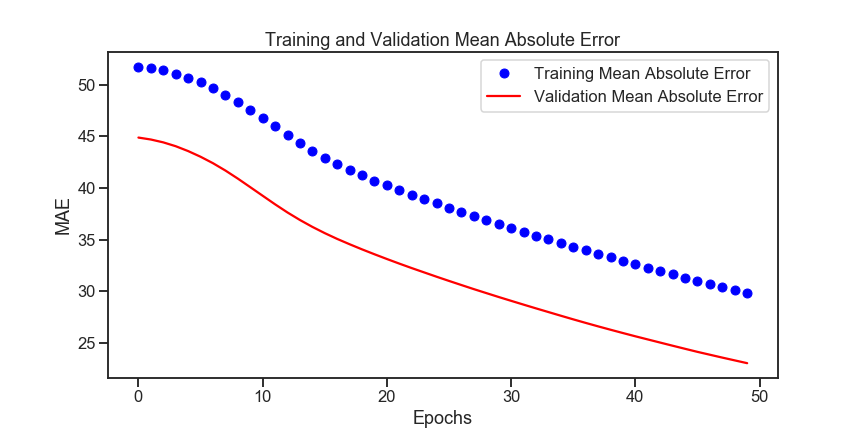 Training and Validation Mean Absolute Error
Training Mean Absolute Error
Validation Mean Absolute Error
MAE
50
45
40
35
30
25
0 10 20 30 40 50
Epochs